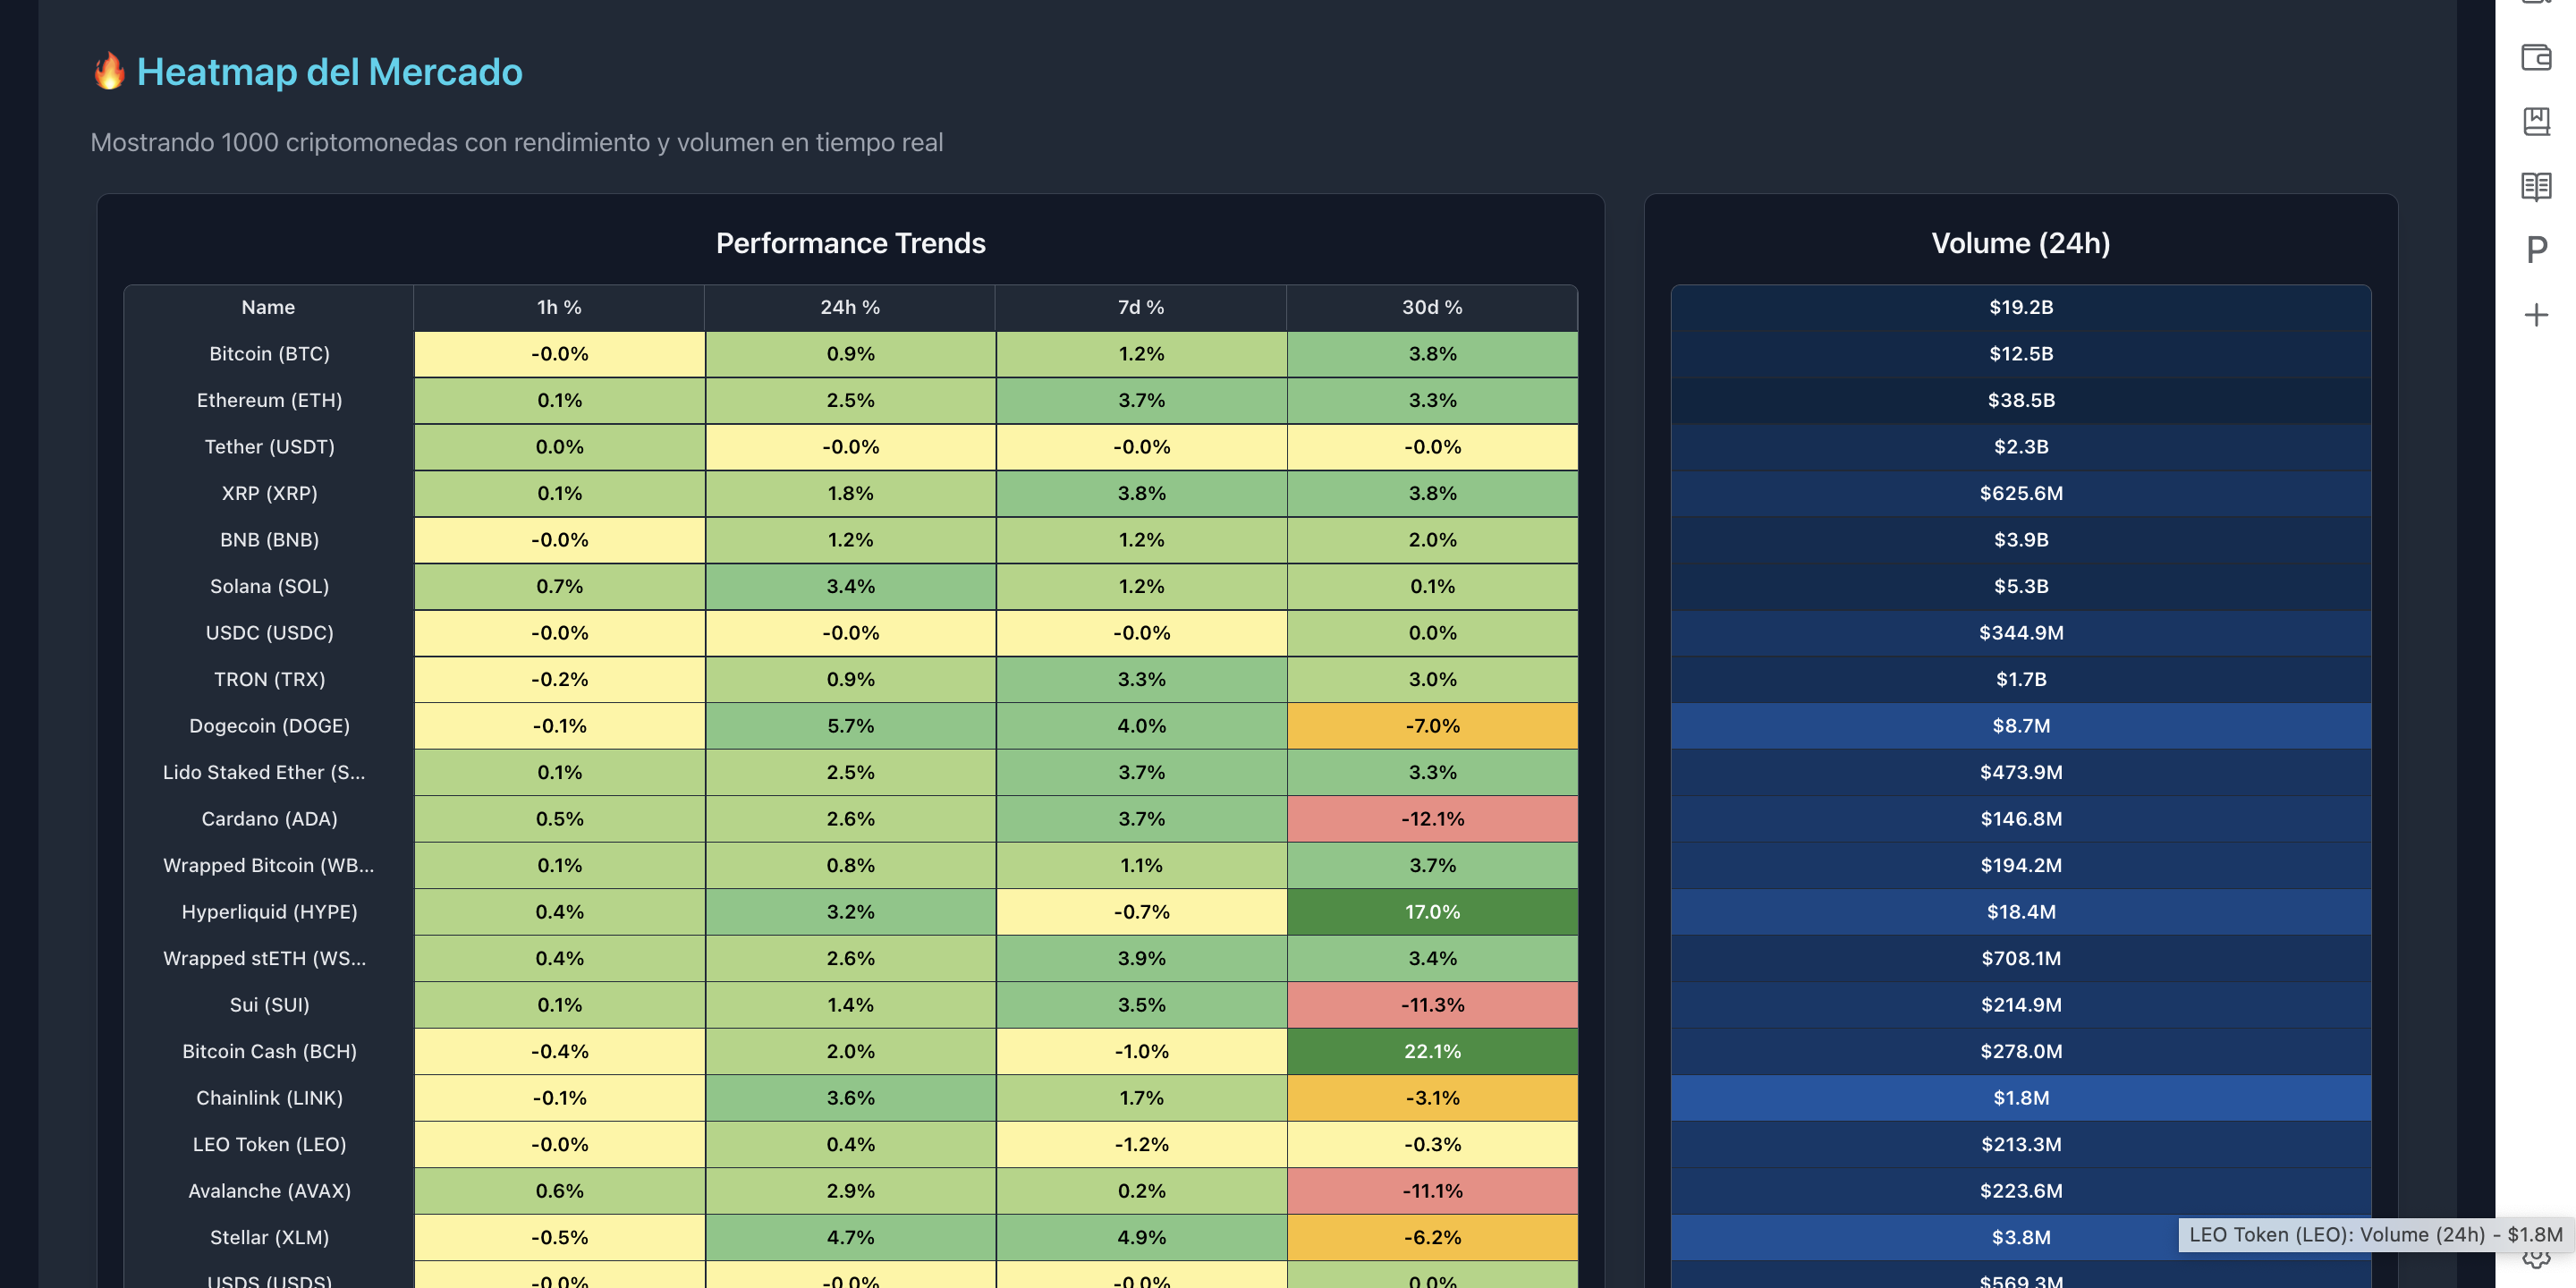 🔥 Heatmap del Mercado
Mostrando 1000 criptomonedas con rendimiento y volumen en tiempo real
Performance Trends
Volume (24h)
Name 1h % 24h % 7d % 30d % $19.2B
Bitcoin (BTC) -0.0% 0.9% 1.2% 3.8% $12.5B
Ethereum (ETH) 0.1% 2.5% 3.7% 3.3% $38.5B
Tether (USDT) 0.0% -0.0% -0.0% -0.0% $2.3B
XRP (XRP) 0.1% 1.8% 3.8% 3.8% $625.6M
BNB (BNB) -0.0% 1.2% 1.2% 2.0% $3.9B
Solana (SOL) 0.7% 3.4% 1.2% 0.1% $5.3B
USDC (USDC) -0.0% -0.0% -0.0% 0.0% $344.9M
TRON (TRX) -0.2% 0.9% 3.3% 3.0% $1.7B
Dogecoin (DOGE) -0.1% 5.7% 4.0% -7.0% $8.7M
Lido Staked Ether (S... 0.1% 2.5% 3.7% 3.3% $473.9M
Cardano (ADA) 0.5% 2.6% 3.7% -12.1% $146.8M
Wrapped Bitcoin (WB... 0.1% 0.8% 1.1% 3.7% $194.2M
Hyperliquid (HYPE) 0.4% 3.2% -0.7% 17.0% $18.4M
Wrapped stETH (WS... 0.4% 2.6% 3.9% 3.4% $708.1M
Sui (SUI) 0.1% 1.4% 3.5% -11.3% $214.9M
Bitcoin Cash (BCH) -0.4% 2.0% -1.0% 22.1% $278.0M
Chainlink (LINK) -0.1% 3.6% 1.7% -3.1% $1.8M
LEO Token (LEO) -0.0% 0.4% -1.2% -0.3% $213.3M
Avalanche (AVAX) 0.6% 2.9% 0.2% -11.1% $223.6M
Stellar (XLM) -0.5% 4.7% 4.9% -6.2% $3.8M
LEO Token (LEO): Volume (24h) - $1.8M
USDS (USDS) -0.0% -0.0% -0.0% 0.0% $569.3M
P